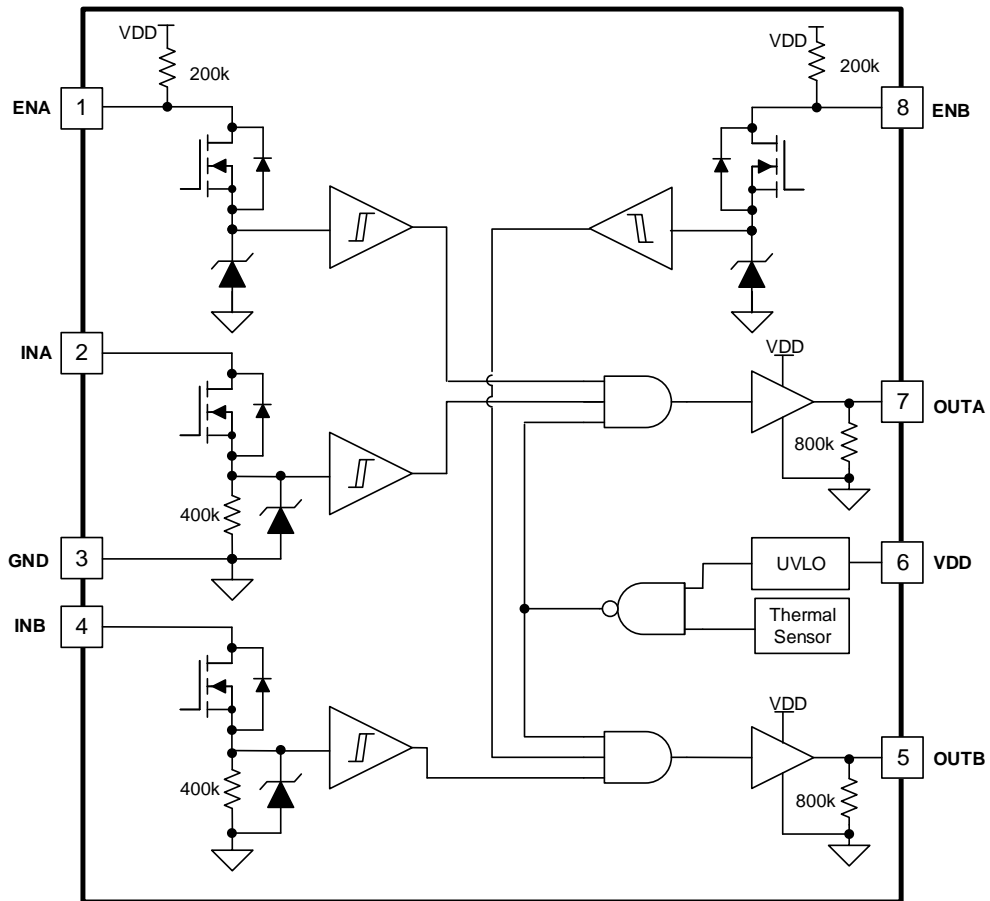 VDD
200k
ENA
1
VDD
200k
8
ENB
INA
2
VDD
7
OUTA
800k
400k
GND
3
UVLO
6
VDD
INB
4
Thermal
Sensor
VDD
5
OUTB
400k
800k